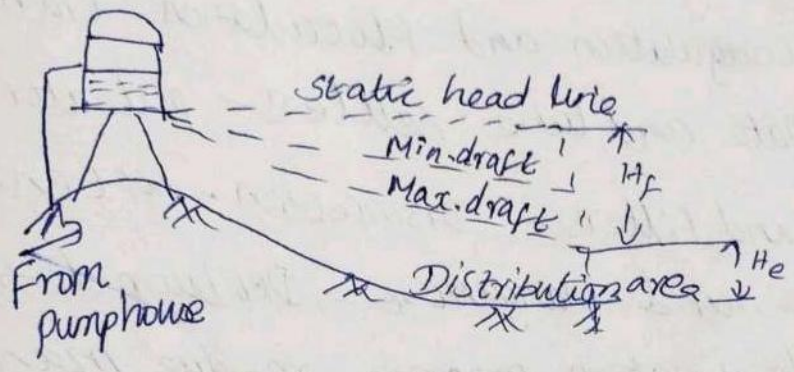 Static head line
Min.draft
Max.draft
Hf
From
pumphouse
Distribution area
He